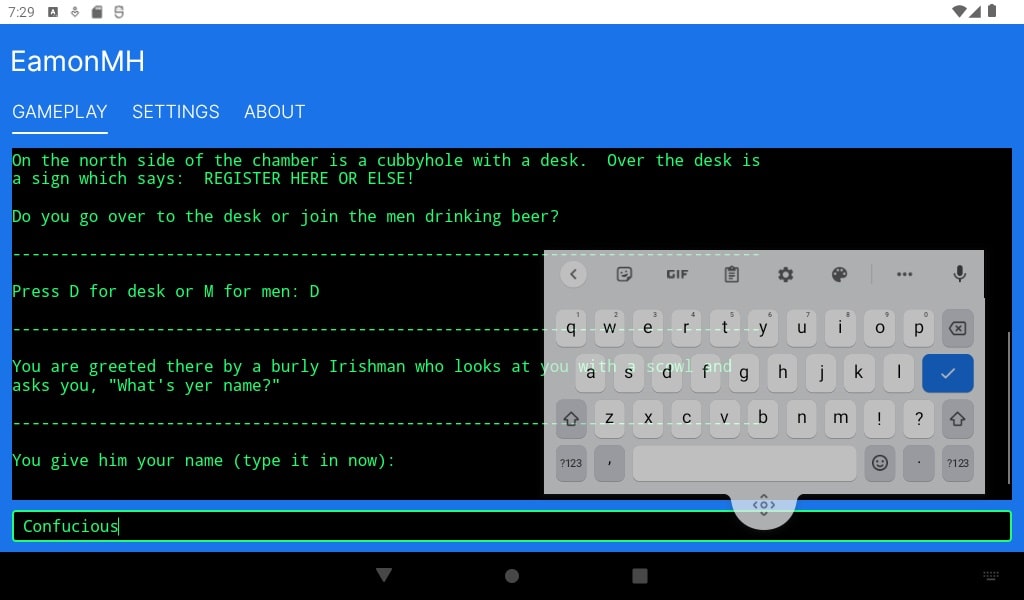 7:29
EamonMH
GAMEPLAY SETTINGS ABOUT
On the north side of the chamber is a cubbyhole with a desk.  Over the desk is
a sign which says:  REGISTER HERE OR ELSE!
Do you go over to the desk or join the men drinking beer?
------------------------------------------------------------------------------
Press D for desk or M for men: D
------------------------------------------------------------------------------
You are greeted there by a burly Irishman who looks at you with a scowl and
asks you, "What's yer name?"
------------------------------------------------------------------------------
You give him your name (type it in now):
Confucious
GIF
1 2 3 4 5 6 7 8 9 0
q w e r t y u i o p
a s d f g h j k l
z x c v b n m ! ?
?123 , . ?123